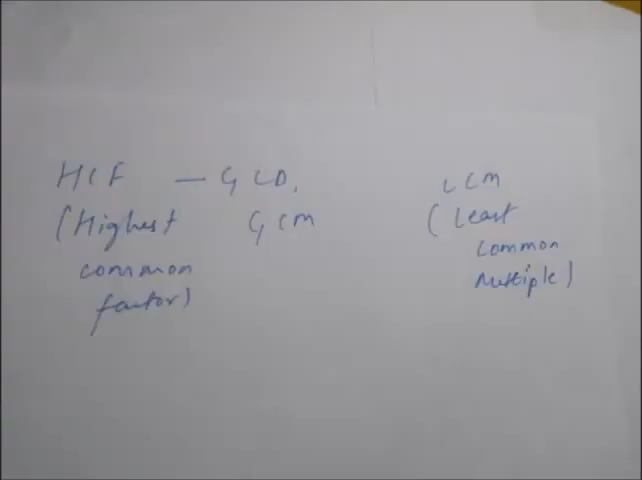 HCF — GCD.
(Highest GCM
common
factor)
LCM
(Least
common
multiple)